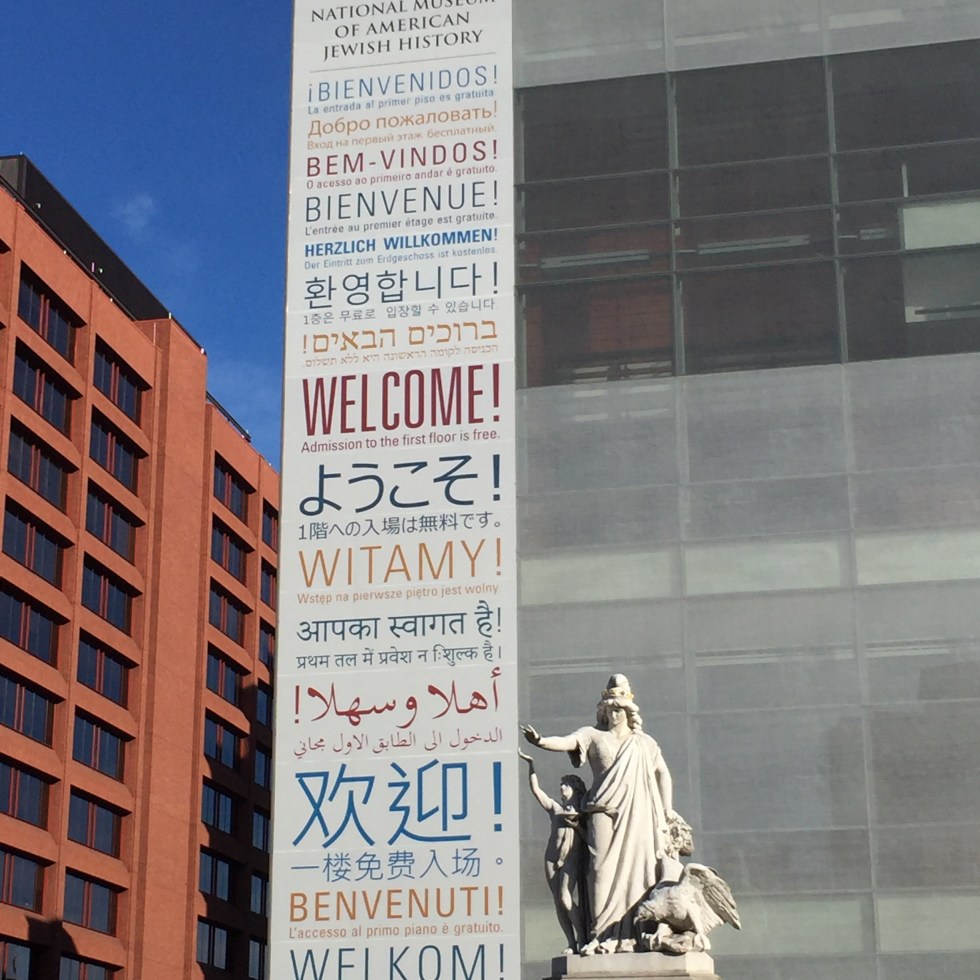 NATIONAL MUSEUM
OF AMERICAN
JEWISH HISTORY
¡BIENVENIDOS!
La entrada al primer piso es gratuita.
Добро пожаловать!
Вход на первый этаж бесплатный.
BEM-VINDOS!
O acesso ao primeiro andar é gratuito.
BIENVENUE!
L'entrée au premier étage est gratuite.
HERZLICH WILLKOMMEN!
Der Eintritt zum Erdgeschoss ist kostenlos.
환영합니다!
1층은 무료로 입장할 수 있습니다
ברוכים הבאים!
הכניסה לקומה הראשונה היא ללא תשלום.
WELCOME!
Admission to the first floor is free.
ようこそ!
1階への入場は無料です。
WITAMY!
Wstęp na pierwsze piętro jest wolny.
आपका स्वागत है!
प्रथम तल में प्रवेश न िःशुल्क है।
أهلا وسهلا!
الدخول الى الطابق الاول مجاني
欢迎!
一楼免费入场。
BENVENUTI!
L'accesso al primo piano è gratuito.
WELKOM!